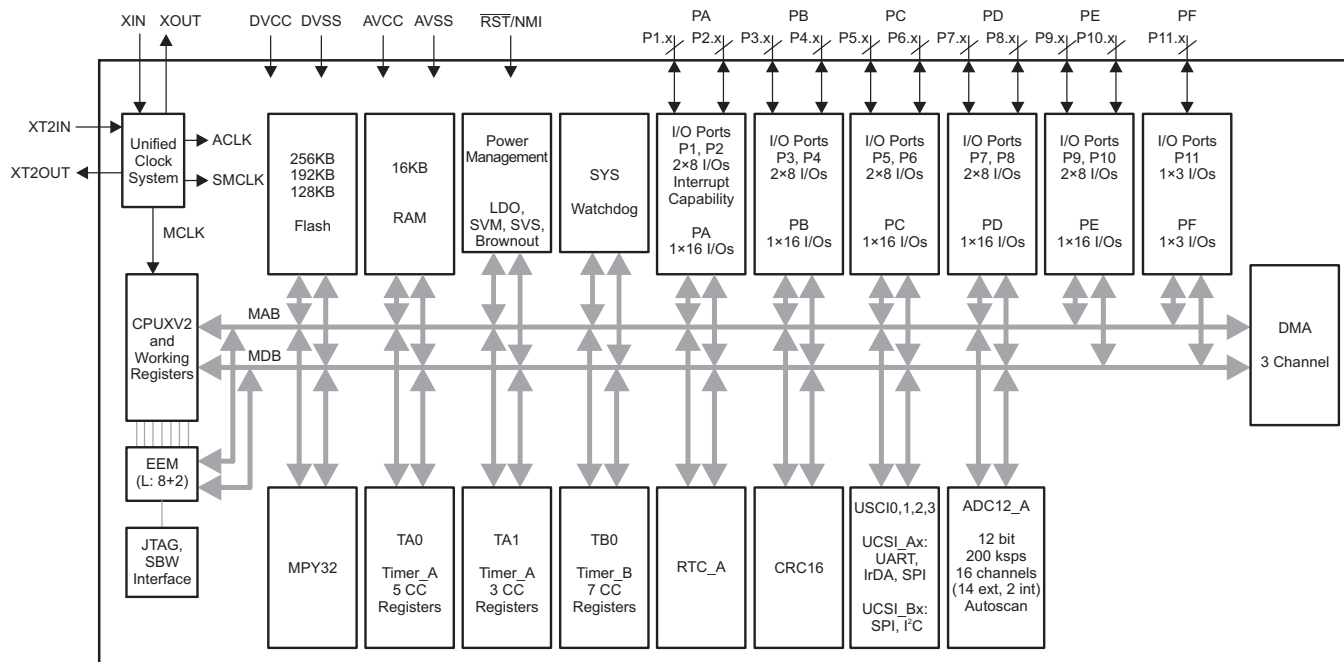 XIN XOUT DVCC DVSS AVCC AVSS RST/NMI
PA PB PC PD PE PF
P1.x P2.x P3.x P4.x P5.x P6.x P7.x P8.x P9.x P10.x P11.x
XT2IN
XT2OUT
Unified
Clock
System
ACLK
SMCLK
MCLK
256KB
192KB
128KB
Flash
16KB
RAM
Power
Management
LDO,
SVM, SVS,
Brownout
SYS
Watchdog
I/O Ports
P1, P2
2×8 I/Os
Interrupt
Capability
PA
1×16 I/Os
I/O Ports
P3, P4
2×8 I/Os
PB
1×16 I/Os
I/O Ports
P5, P6
2×8 I/Os
PC
1×16 I/Os
I/O Ports
P7, P8
2×8 I/Os
PD
1×16 I/Os
I/O Ports
P9, P10
2×8 I/Os
PE
1×16 I/Os
I/O Ports
P11
1×3 I/Os
PF
1×3 I/Os
CPUXV2
and
Working
Registers
MAB
MDB
DMA
3 Channel
EEM
(L: 8+2)
JTAG,
SBW
Interface
MPY32
TA0
Timer_A
5 CC
Registers
TA1
Timer_A
3 CC
Registers
TB0
Timer_B
7 CC
Registers
RTC_A
CRC16
USCI0,1,2,3
UCSI_Ax:
UART,
IrDA, SPI
UCSI_Bx:
SPI, I²C
ADC12_A
12 bit
200 ksps
16 channels
(14 ext, 2 int)
Autoscan